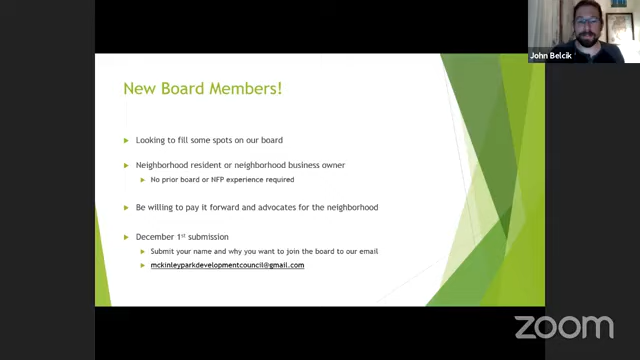 John Belcik
New Board Members!
Looking to fill some spots on our board
Neighborhood resident or neighborhood business owner
No prior board or NFP experience required
Be willing to pay it forward and advocates for the neighborhood
December 1st submission
Submit your name and why you want to join the board to our email
mckinleyparkdevelopmentcouncil@gmail.com
zoom